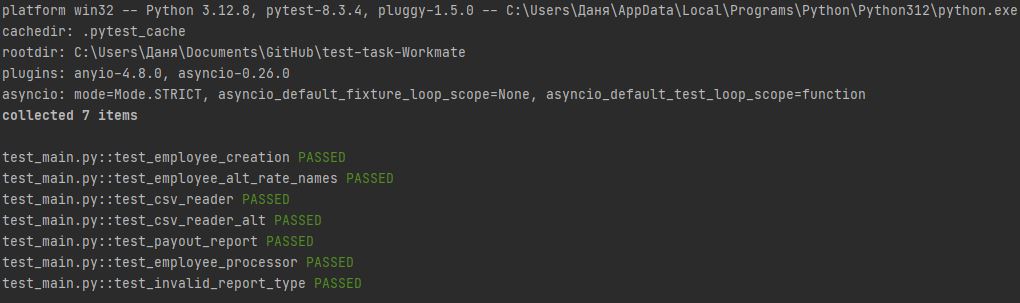 platform win32 -- Python 3.12.8, pytest-8.3.4, pluggy-1.5.0 -- C:\Users\Даня\AppData\Local\Programs\Python\Python312\python.exe
cachedir: .pytest_cache
rootdir: C:\Users\Даня\Documents\GitHub\test-task-Workmate
plugins: anyio-4.8.0, asyncio-0.26.0
asyncio: mode=Mode.STRICT, asyncio_default_fixture_loop_scope=None, asyncio_default_test_loop_scope=function
collected 7 items
test_main.py::test_employee_creation PASSED
test_main.py::test_employee_alt_rate_names PASSED
test_main.py::test_csv_reader PASSED
test_main.py::test_csv_reader_alt PASSED
test_main.py::test_payout_report PASSED
test_main.py::test_employee_processor PASSED
test_main.py::test_invalid_report_type PASSED